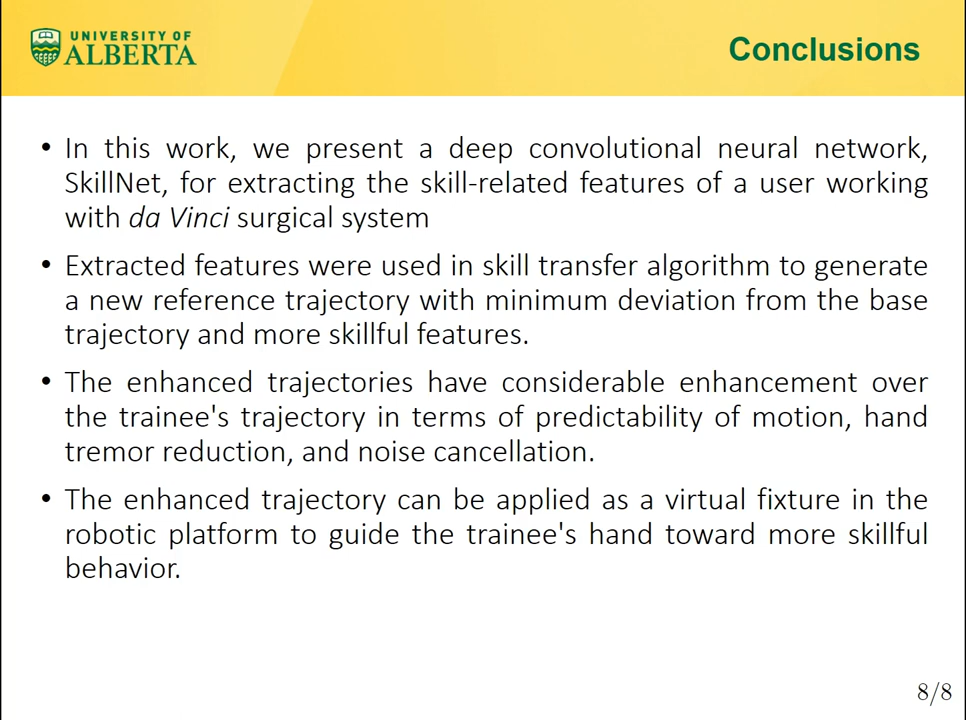 UNIVERSITY OF
ALBERTA
Conclusions
• In this work, we present a deep convolutional neural network,
SkillNet, for extracting the skill-related features of a user working
with da Vinci surgical system
• Extracted features were used in skill transfer algorithm to generate
a new reference trajectory with minimum deviation from the base
trajectory and more skillful features.
• The enhanced trajectories have considerable enhancement over
the trainee's trajectory in terms of predictability of motion, hand
tremor reduction, and noise cancellation.
• The enhanced trajectory can be applied as a virtual fixture in the
robotic platform to guide the trainee's hand toward more skillful
behavior.
8/8